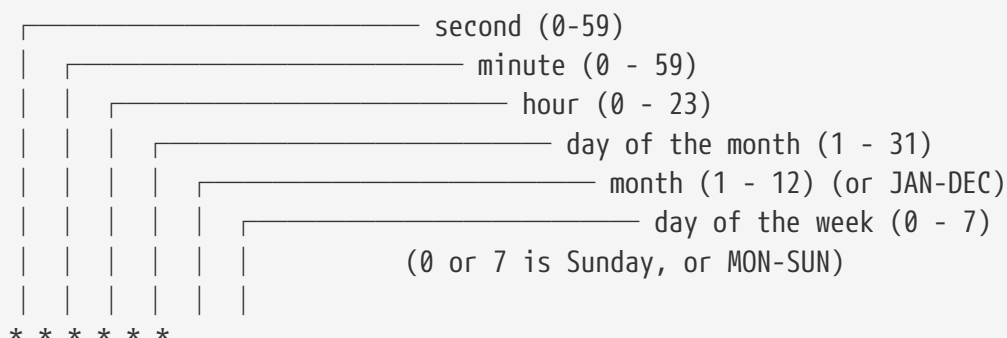 second (0-59)
minute (0 - 59)
hour (0 - 23)
day of the month (1 - 31)
month (1 - 12) (or JAN-DEC)
day of the week (0 - 7)
(0 or 7 is Sunday, or MON-SUN)
* * * * * *